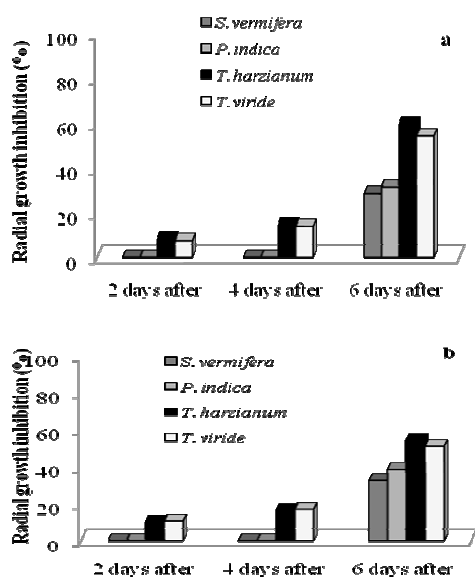 a
Radial growth inhibition (%)
100
80
60
40
20
0
S. vermifera
P. indica
T. harzianum
T. viride
2 days after
4 days after
6 days after
b
Radial growth inhibition (%)
100
80
60
40
20
0
S. vermifera
P. indica
T. harzianum
T. viride
2 days after
4 days after
6 days after